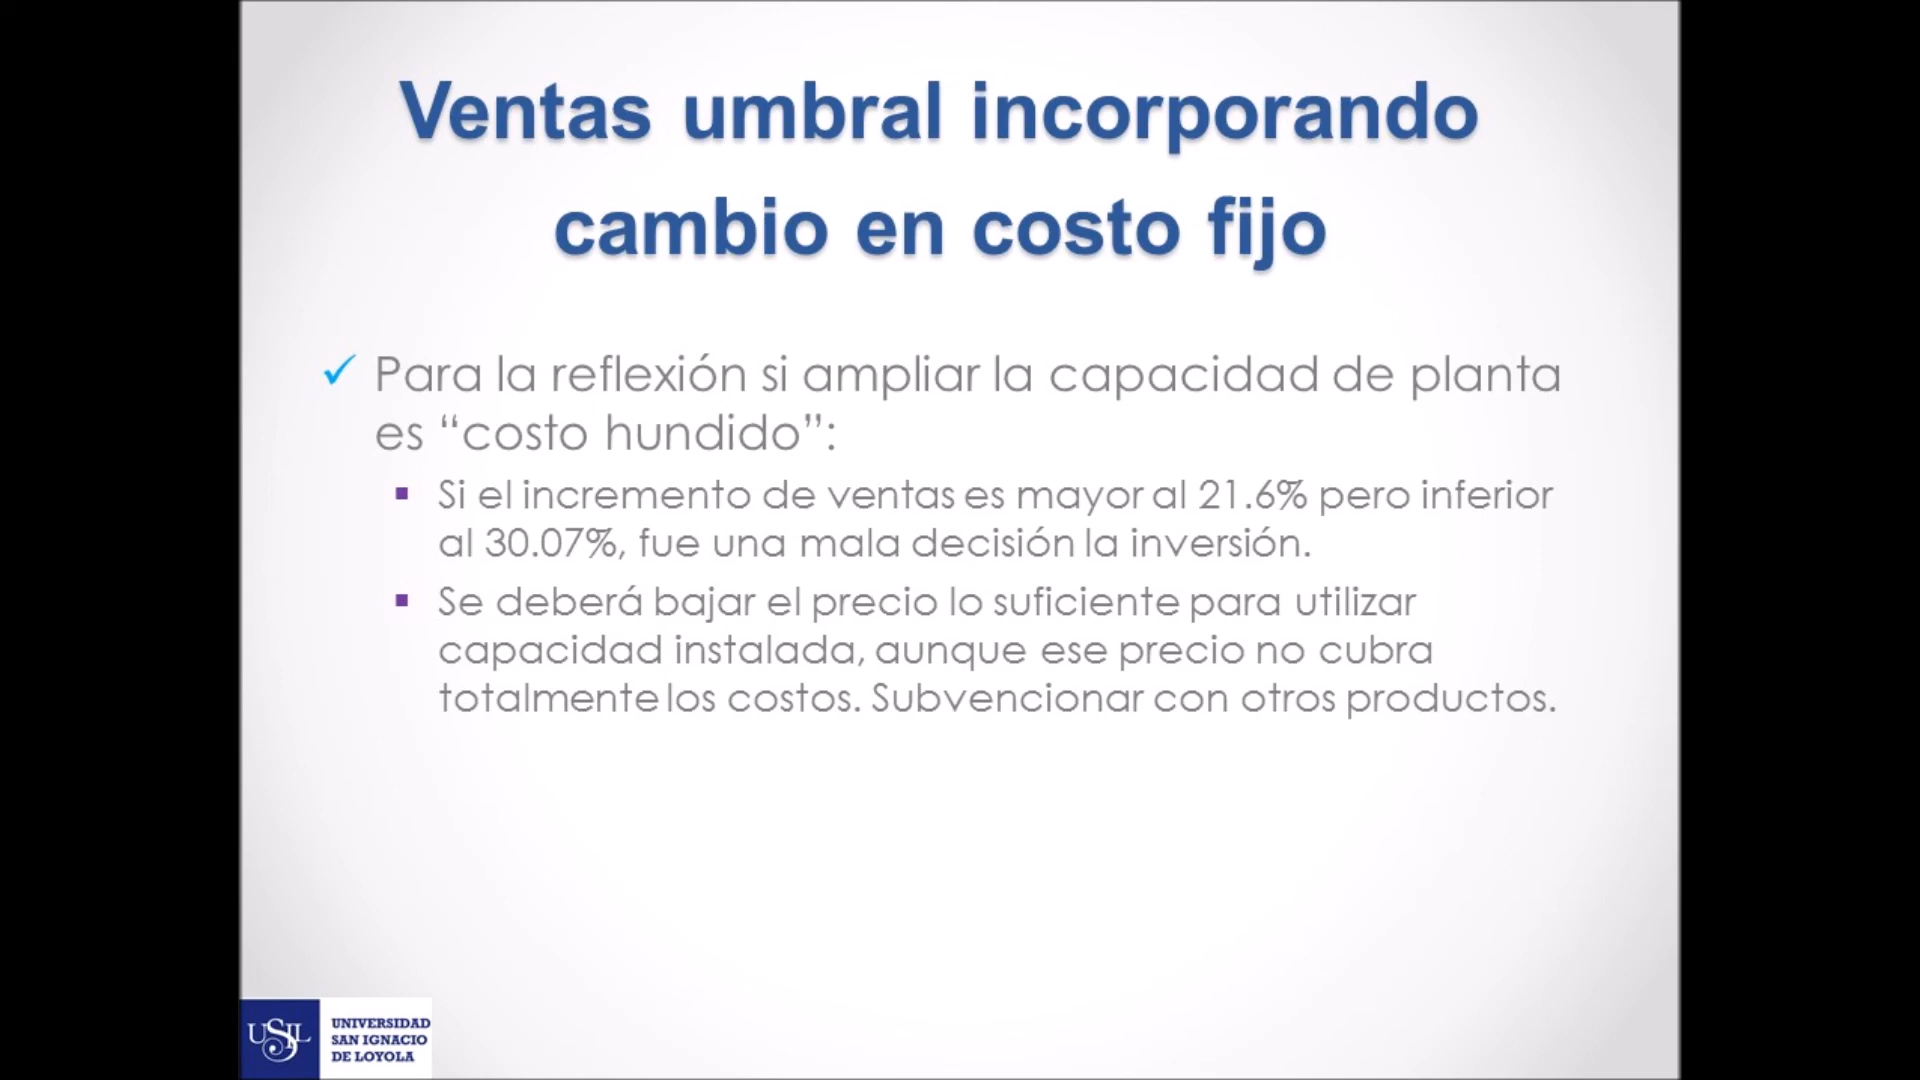 Ventas umbral incorporando
cambio en costo fijo
✓ Para la reflexión si ampliar la capacidad de planta
es “costo hundido”:
▪ Si el incremento de ventas es mayor al 21.6% pero inferior
al 30.07%, fue una mala decisión la inversión.
▪ Se deberá bajar el precio lo suficiente para utilizar
capacidad instalada, aunque ese precio no cubra
totalmente los costos. Subvencionar con otros productos.
USIL
UNIVERSIDAD
SAN IGNACIO
DE LOYOLA